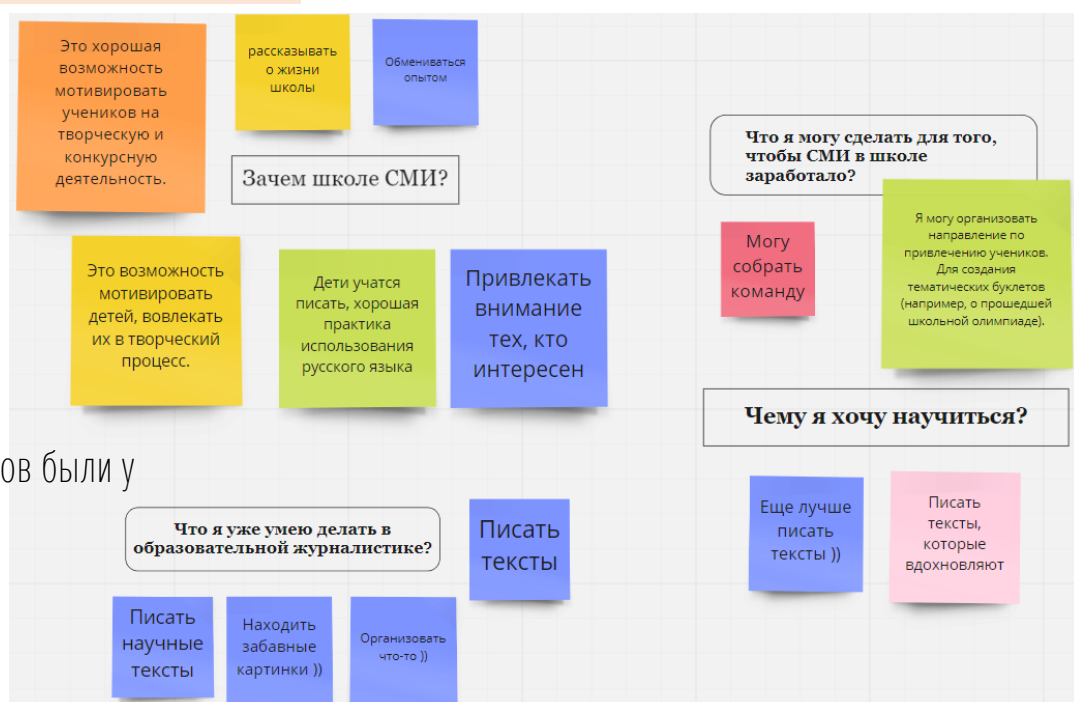 Это хорошая
возможность
мотивировать
учеников на
творческую и
конкурсную
деятельность.
рассказывать
о жизни
школы
Обмениваться
опытом
Зачем школе СМИ?
Это возможность
мотивировать
детей, вовлекать
их в творческий
процесс.
Дети учатся
писать, хорошая
практика
использования
русского языка
Привлекать
внимание
тех, кто
интересен
Что я могу сделать для того,
чтобы СМИ в школе
заработало?
Могу
собрать
команду
Я могу организовать
направление по
привлечению учеников.
Для создания
тематических буклетов
(например, о прошедшей
школьной олимпиаде).
Чему я хочу научиться?
Еще лучше
писать
тексты ))
Писать
тексты,
которые
вдохновляют
ов были у
Что я уже умею делать в
образовательной журналистике?
Писать
тексты
Писать
научные
тексты
Находить
забавные
картинки ))
Организовать
что-то ))